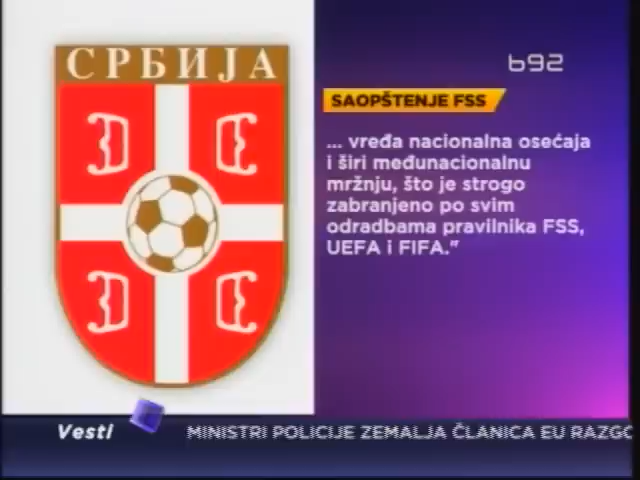 СРБИЈА
b92
SAOPŠTENJE FSS
... vređa nacionalna osećaja
i širi međunacionalnu
mržnju, što je strogo
zabranjeno po svim
odradbama pravilnika FSS,
UEFA i FIFA."
Vesti
MINISTRI POLICIJE ZEMALJA ČLANICA EU RAZGO